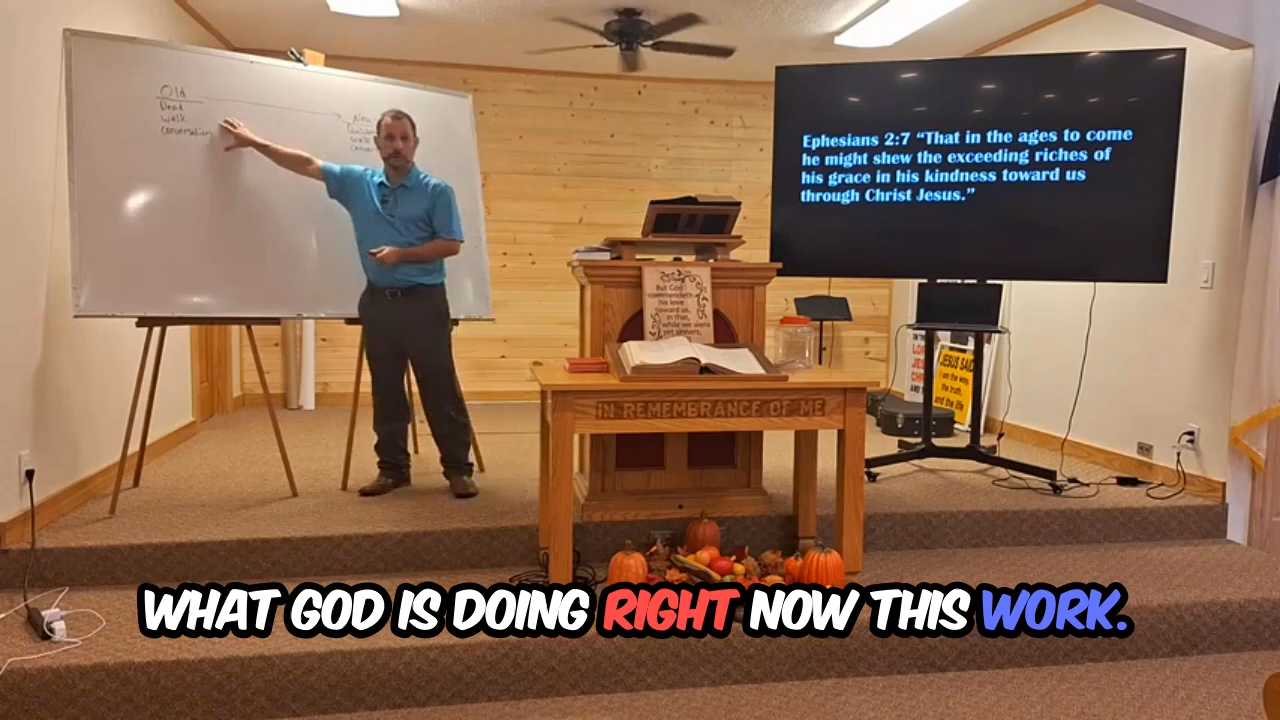 Old
Dead
walk
conversation
New
walk
Ephesians 2:7 "That in the ages to come
he might shew the exceeding riches of
his grace in his kindness toward us
through Christ Jesus."
But God
commendeth
his love
toward us,
in that,
while we were
yet sinners,
JESUS SAID
I am the way,
the truth,
and the life
IN REMEMBRANCE OF ME
WHAT GOD IS DOING RIGHT NOW THIS WORK.